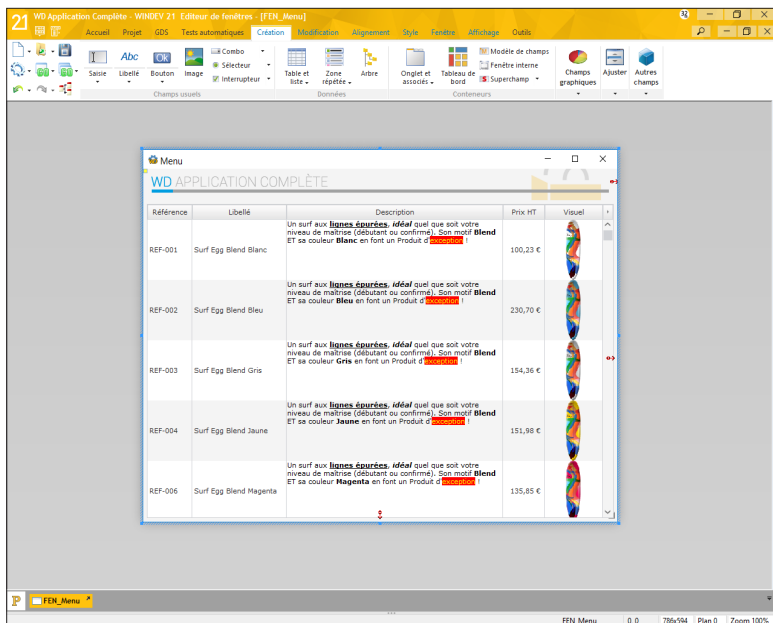 21 WD Application Complète - WINDEV 21 Editeur de fenêtres - [FEN_Menu] 32
Accueil Projet GDS Tests automatiques Création Modification Alignement Style Fenêtre Affichage Outils
Saisie
Abc Libellé
Ok Bouton
Image
Combo
Sélecteur
Interrupteur
Table et liste
Zone répétée
Arbre
Onglet et associés
Tableau de bord
Modèle de champs
Fenêtre interne
Superchamp
Champs graphiques
Ajuster
Autres champs
GO GO
Champs usuels Données Conteneurs
Menu
WD APPLICATION COMPLÈTE
Référence Libellé Description Prix HT Visuel
Un surf aux lignes épurées, idéal quel que soit votre
niveau de maîtrise (débutant ou confirmé). Son motif Blend
ET sa couleur Blanc en font un Produit d'exception !
REF-001 Surf Egg Blend Blanc 100,23 €
Un surf aux lignes épurées, idéal quel que soit votre
niveau de maîtrise (débutant ou confirmé). Son motif Blend
ET sa couleur Bleu en font un Produit d'exception !
REF-002 Surf Egg Blend Bleu 230,70 €
Un surf aux lignes épurées, idéal quel que soit votre
niveau de maîtrise (débutant ou confirmé). Son motif Blend
ET sa couleur Gris en font un Produit d'exception !
REF-003 Surf Egg Blend Gris 154,36 €
Un surf aux lignes épurées, idéal quel que soit votre
niveau de maîtrise (débutant ou confirmé). Son motif Blend
ET sa couleur Jaune en font un Produit d'exception !
REF-004 Surf Egg Blend Jaune 151,98 €
Un surf aux lignes épurées, idéal quel que soit votre
niveau de maîtrise (débutant ou confirmé). Son motif Blend
ET sa couleur Magenta en font un Produit d'exception !
REF-006 Surf Egg Blend Magenta 135,85 €
P FEN_Menu
FEN_Menu 0,0 786x594 Plan 0 Zoom 100%